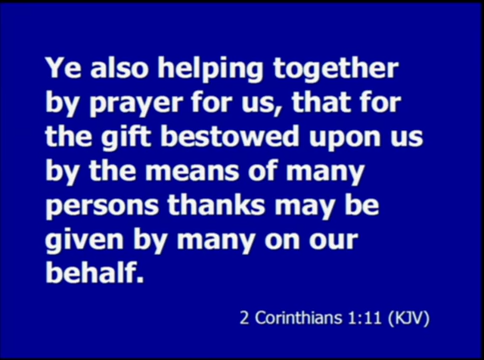 Ye also helping together
by prayer for us, that for
the gift bestowed upon us
by the means of many
persons thanks may be
given by many on our
behalf.
2 Corinthians 1:11 (KJV)